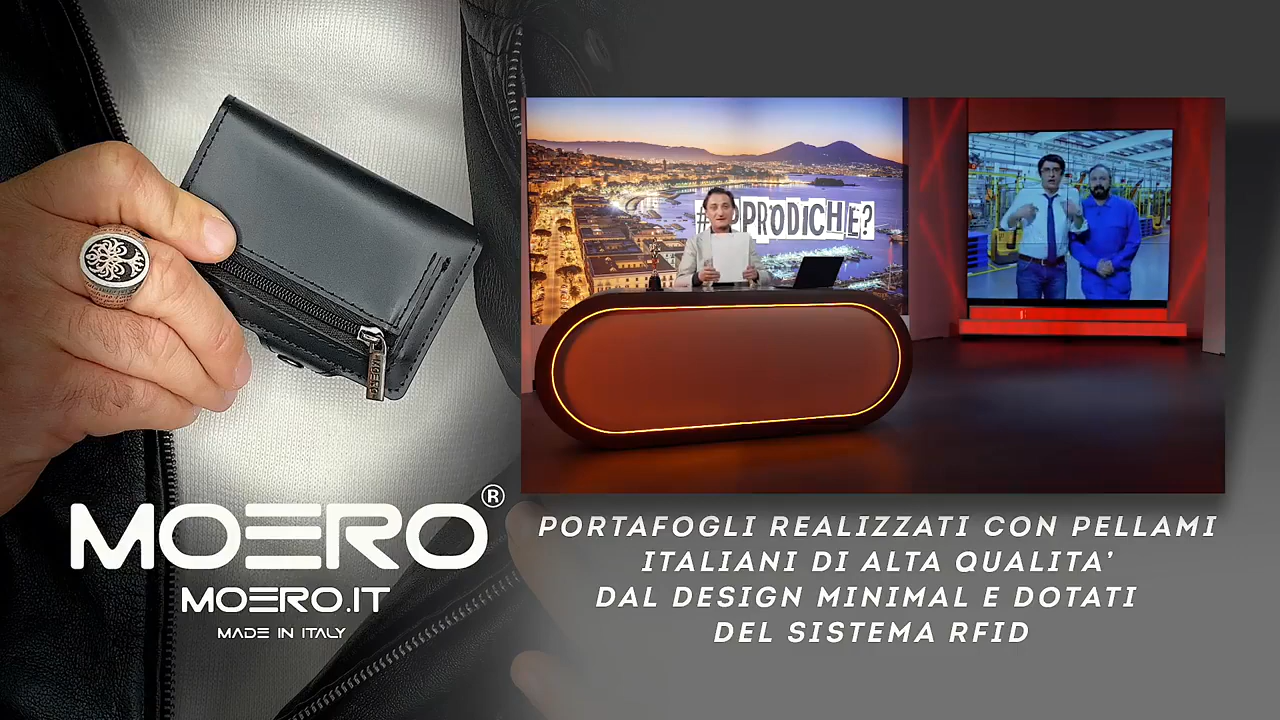 MOERO®
MOERO.IT
MADE IN ITALY
PORTAFOGLI REALIZZATI CON PELLAMI
ITALIANI DI ALTA QUALITA'
DAL DESIGN MINIMAL E DOTATI
DEL SISTEMA RFID